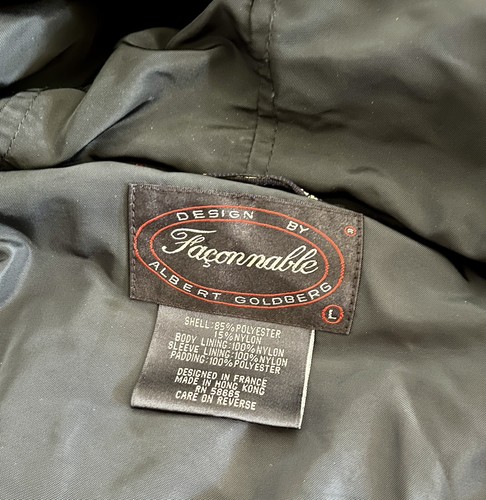 DESIGN BY
®
Façonnable
ALBERT GOLDBERG
L
SHELL:85%POLYESTER
15%NYLON
BODY LINING:100%NYLON
SLEEVE LINING:100%NYLON
PADDING:100%POLYESTER
DESIGNED IN FRANCE
MADE IN HONG KONG
RN 58685
CARE ON REVERSE